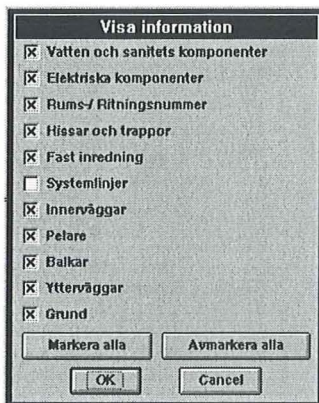 Visa information
Vatten och sanitets komponenter
Elektriska komponenter
Rums-/ Ritningsnummer
Hissar och trappor
Fast inredning
Systemlinjer
Innerväggar
Pelare
Balkar
Ytterväggar
Grund
Markera alla Avmarkera alla
OK Cancel